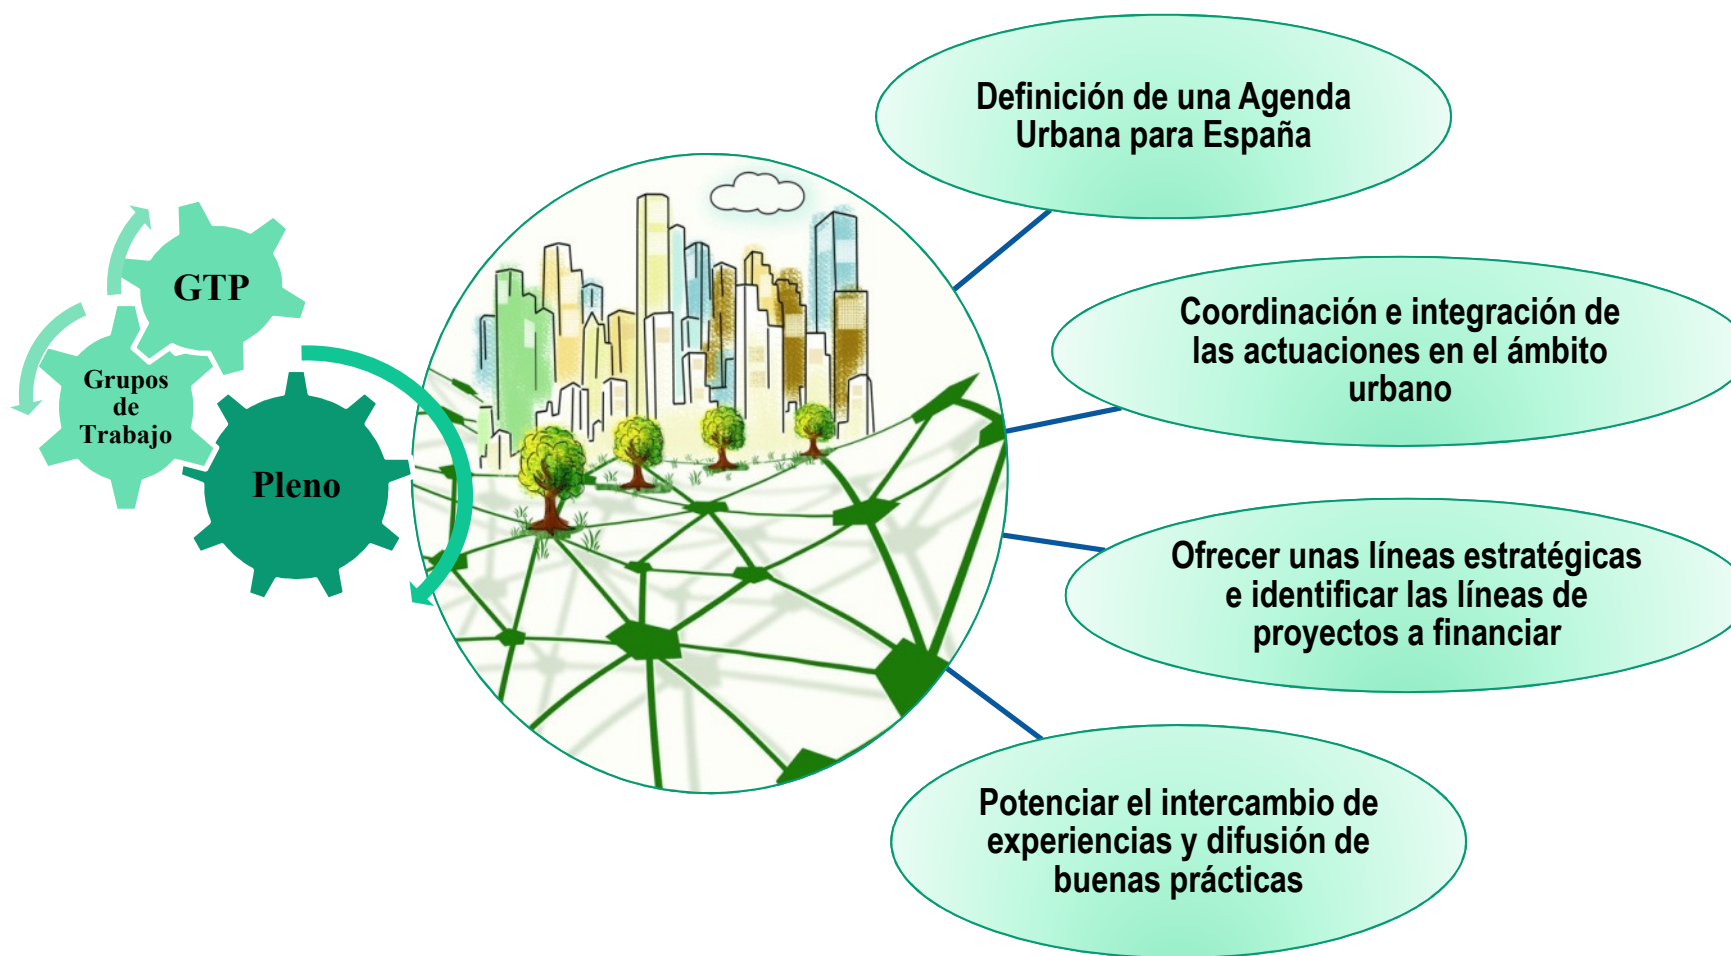 GTP
Grupos
de
Trabajo
Pleno
Definición de una Agenda
Urbana para España
Coordinación e integración de
las actuaciones en el ámbito
urbano
Ofrecer unas líneas estratégicas
e identificar las líneas de
proyectos a financiar
Potenciar el intercambio de
experiencias y difusión de
buenas prácticas